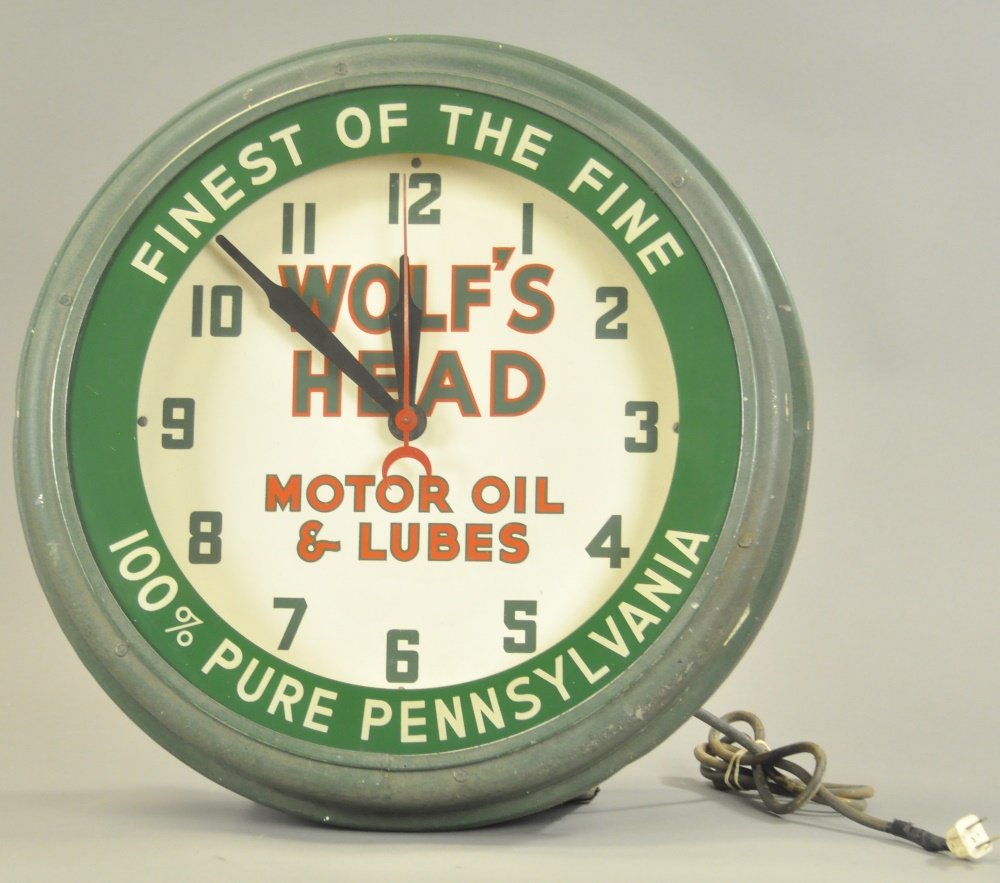 FINEST OF THE FINE
12
1
2
3
4
5
6
7
8
9
10
11
WOLF'S
HEAD
MOTOR OIL
& LUBES
100% PURE PENNSYLVANIA